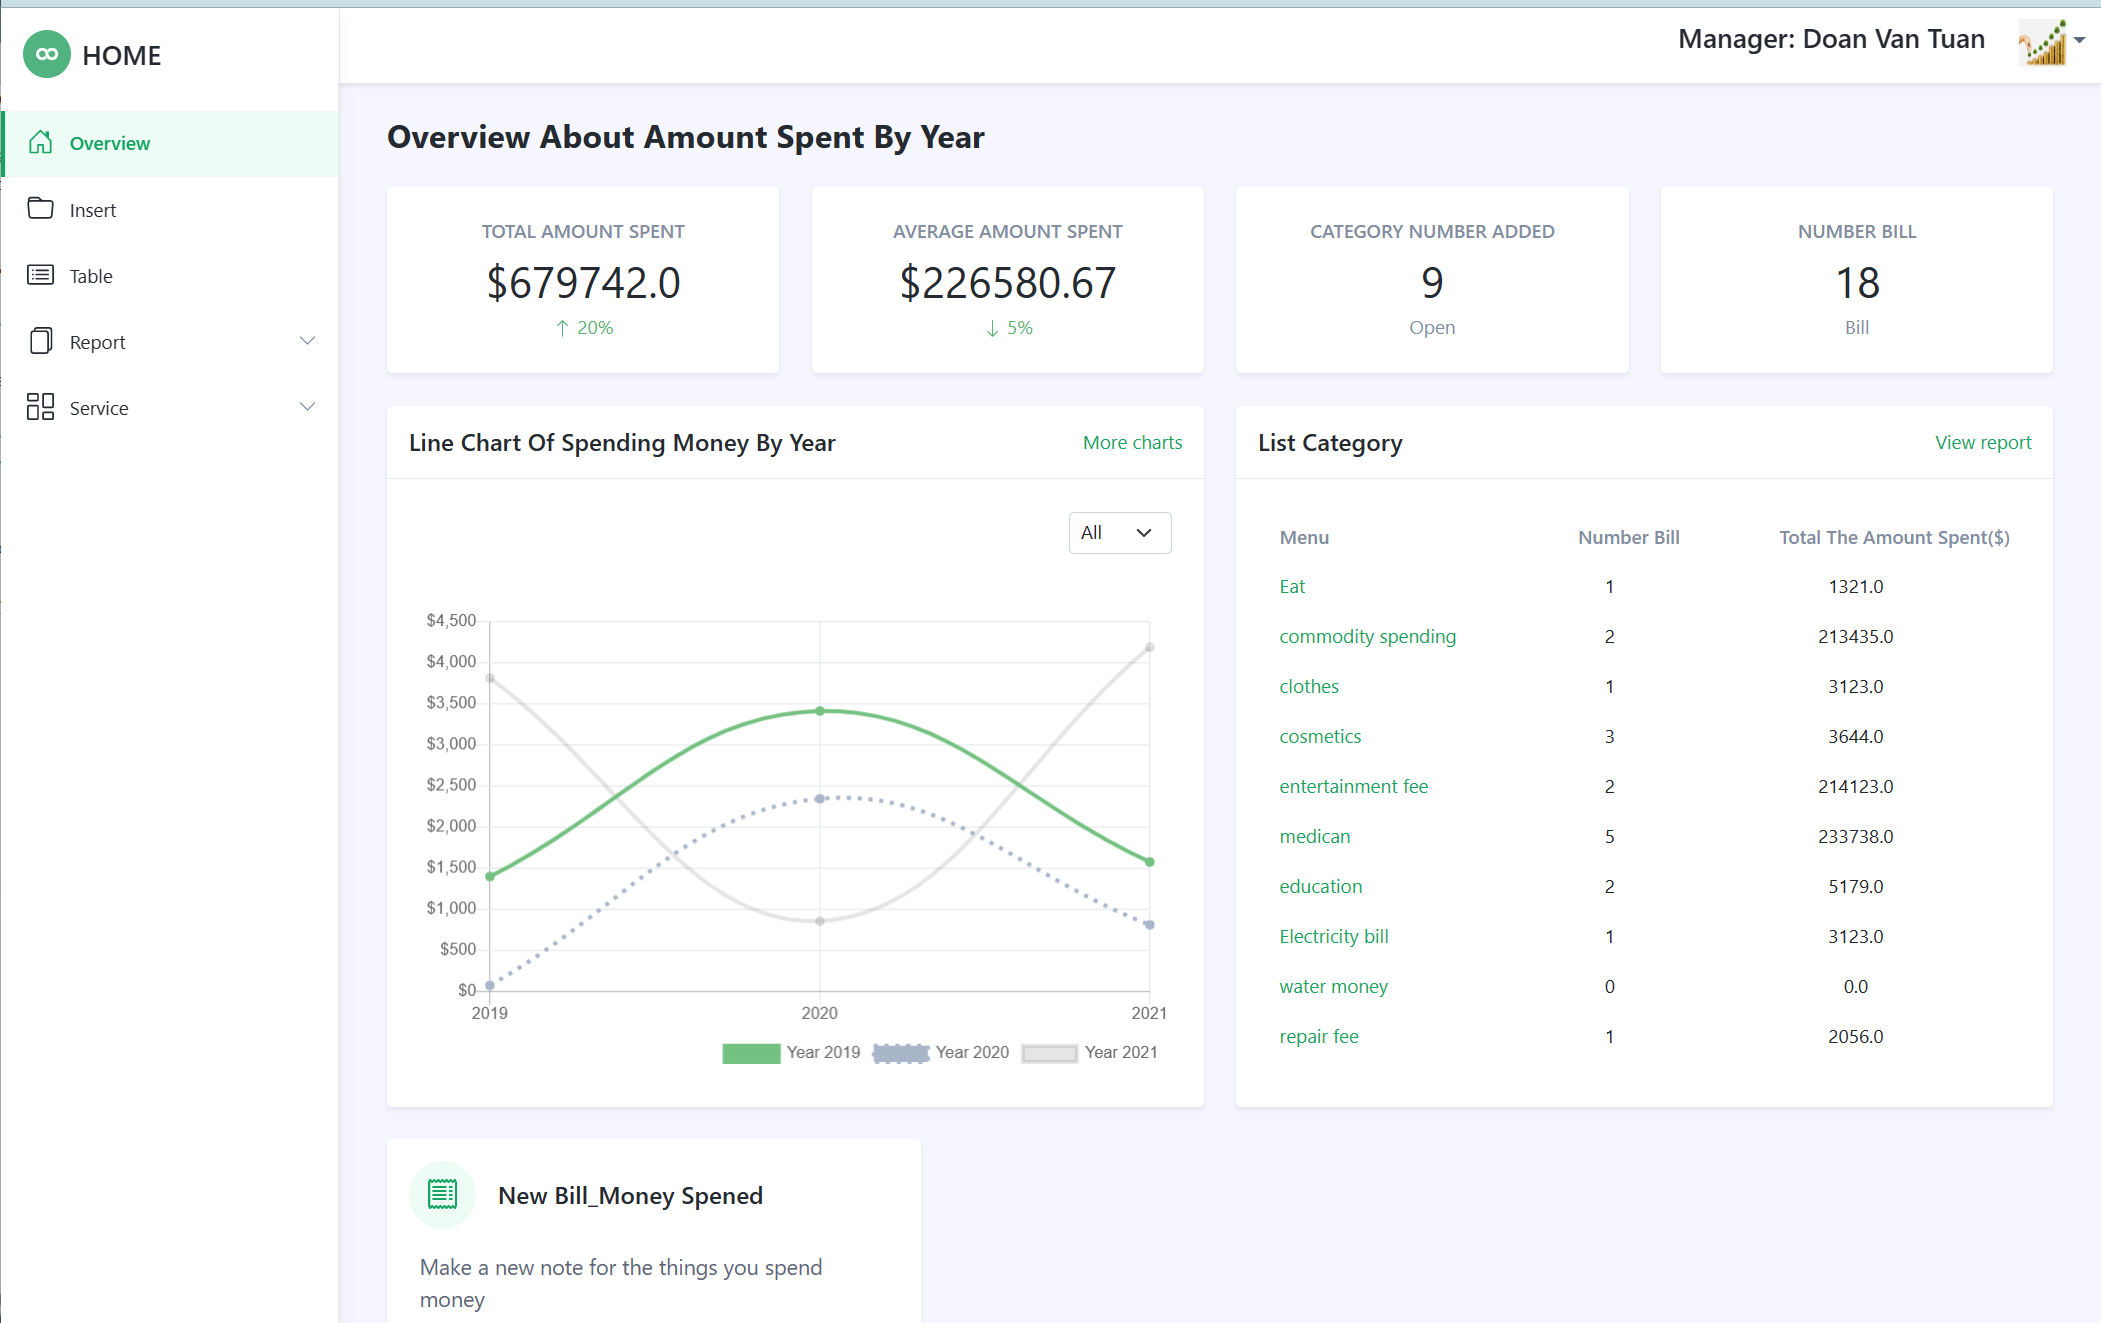 HOME
Manager: Doan Van Tuan
Overview
Insert
Table
Report
Service
Overview About Amount Spent By Year
TOTAL AMOUNT SPENT
$679742.0
↑ 20%
AVERAGE AMOUNT SPENT
$226580.67
↓ 5%
CATEGORY NUMBER ADDED
9
Open
NUMBER BILL
18
Bill
Line Chart Of Spending Money By Year
More charts
All
$4,500
$4,000
$3,500
$3,000
$2,500
$2,000
$1,500
$1,000
$500
$0
2019 2020 2021
Year 2019 Year 2020 Year 2021
List Category
View report
Menu Number Bill Total The Amount Spent($)
Eat 1 1321.0
commodity spending 2 213435.0
clothes 1 3123.0
cosmetics 3 3644.0
entertainment fee 2 214123.0
medican 5 233738.0
education 2 5179.0
Electricity bill 1 3123.0
water money 0 0.0
repair fee 1 2056.0
New Bill_Money Spened
Make a new note for the things you spend
money